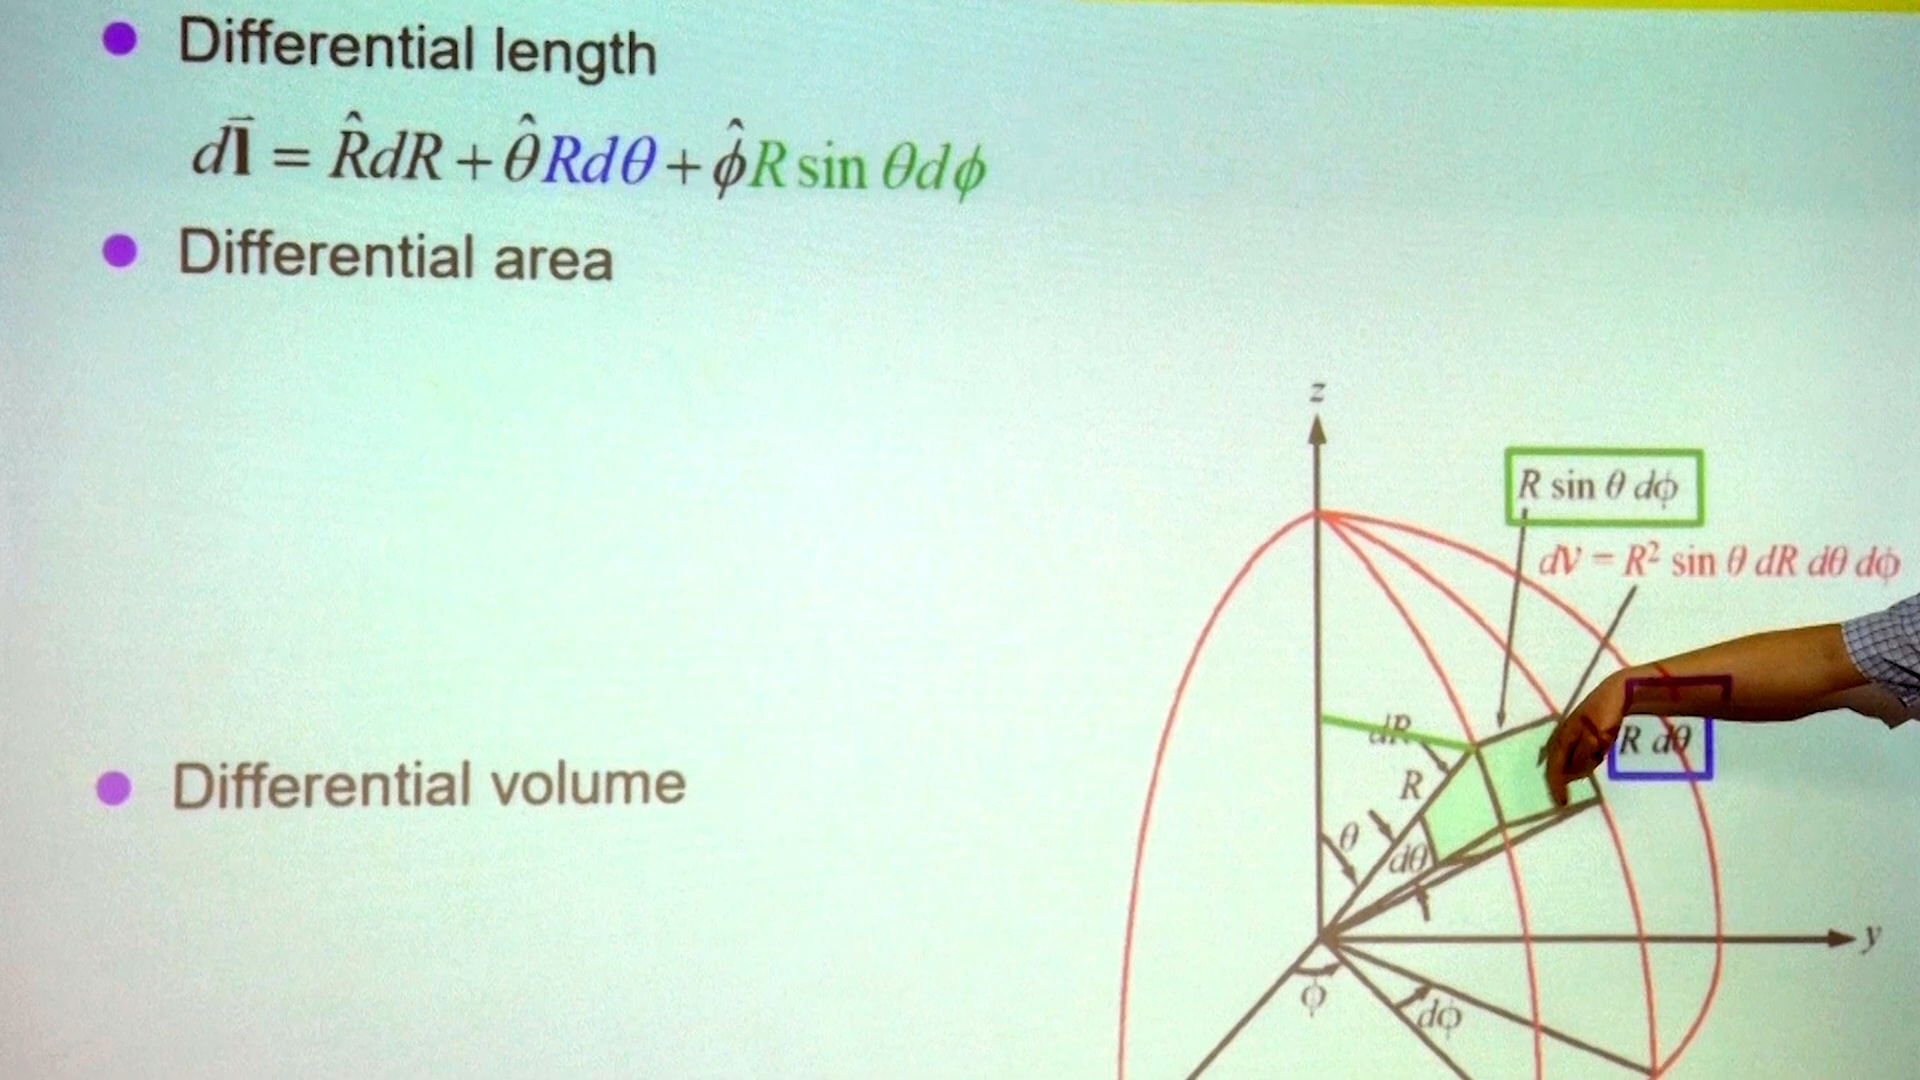 Differential length
d𝐥̄ = R̂dR + θ̂Rdθ + ϕ̂R sin θdϕ
Differential area
z
R sin θ dϕ
dV = R² sin θ dR dθ dϕ
dR
R dθ
R
θ
dθ
Differential volume
y
ϕ
dϕ